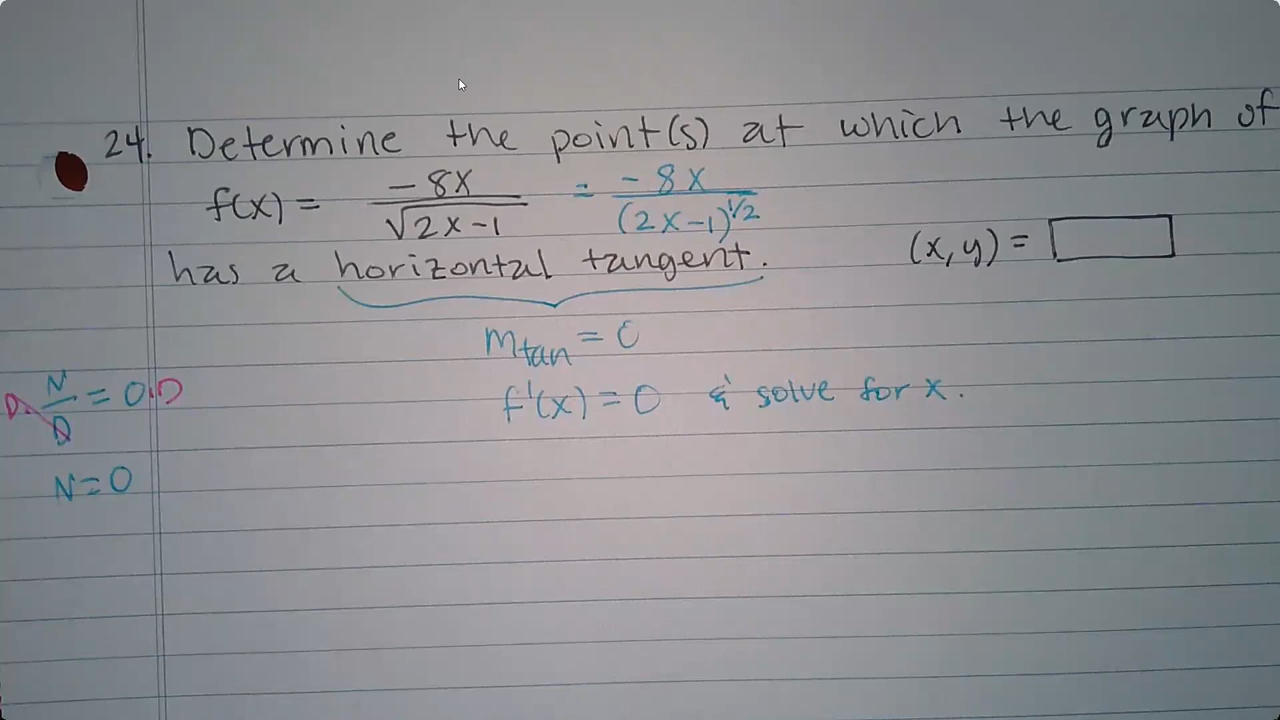 24. Determine the point(s) at which the graph of
f(x) = -8x / √2x-1 = -8x / (2x-1)^1/2
(x,y) =
has a horizontal tangent.
m_tan = 0
f'(x) = 0 & solve for x.
D. N/D = 0.D
N = 0